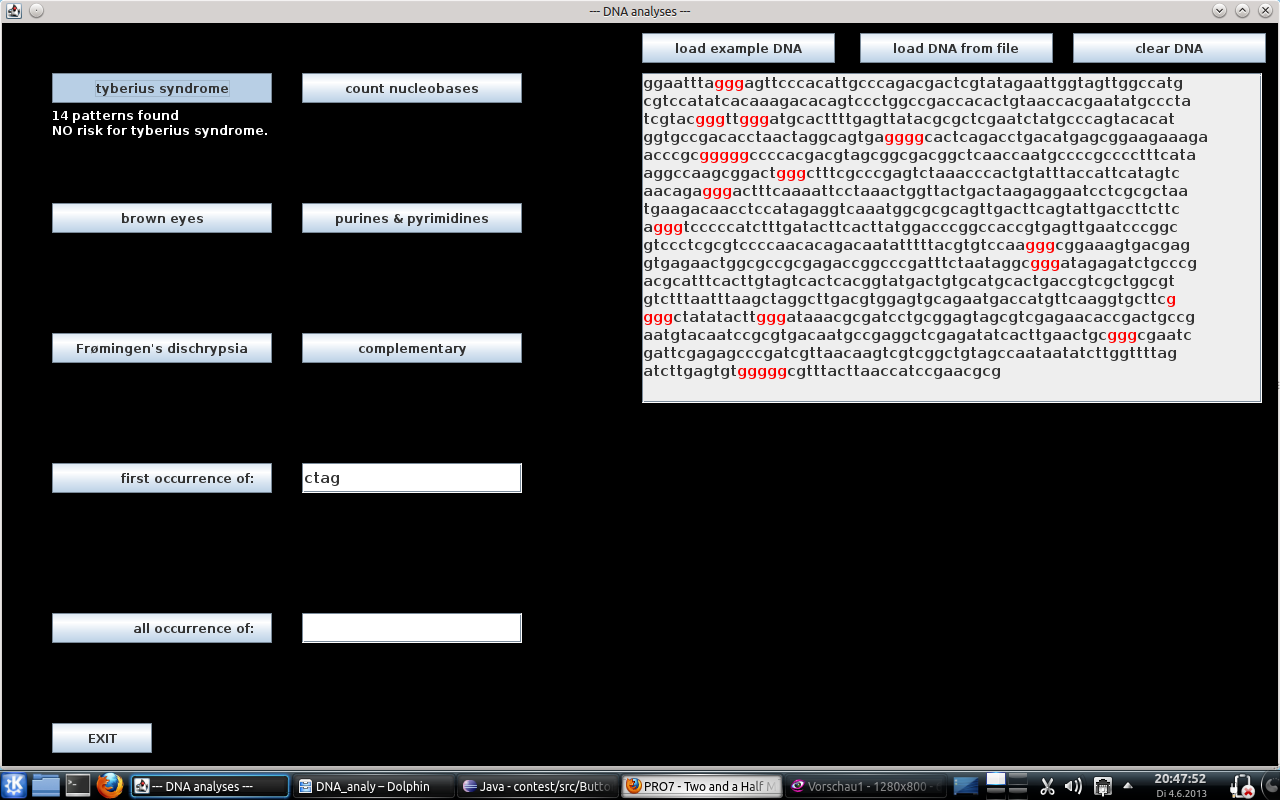 --- DNA analyses ---
load example DNA
load DNA from file
clear DNA
tyberius syndrome
count nucleobases
14 patterns found
NO risk for tyberius syndrome.
brown eyes
purines & pyrimidines
Frømingen's dischrypsia
complementary
first occurrence of:
ctag
all occurrence of:
EXIT
ggaatttagggagttcccacattgcccagacgactcgtatagaattggtagttggccatg
cgtccatatcacaaagacacagtccctggccgaccacactgtaaccacgaatatgcccta
tcgtacgggttgggatgcacttttgagttatacgcgctcgaatctatgcccagtacacat
ggtgccgacacctaactaggcagtgaggggcactcagacctgacatgagcggaagaaaga
acccgcgggggccccacgacgtagcggcgacggctcaaccaatgccccgcccctttcata
aggccaagcggactgggctttcgcccgagtctaaacccactgtatttaccattcatagtc
aacagagggactttcaaaattcctaaactggttactgactaagaggaatcctcgcgctaa
tgaagacaacctccatagaggtcaaatggcgcgcagttgacttcagtattgaccttcttc
agggtcccccatctttgatacttcacttatggacccggccaccgtgagttgaatcccggc
gtccctcgcgtccccaacacagacaatatttttacgtgtccaagggcggaaagtgacgag
gtgagaactggcgccgcgagaccggcccgatttctaataggcgggatagagatctgcccg
acgcatttcacttgtagtcactcacggtatgactgtgcatgcactgaccgtcgctggcgt
gtctttaatttaagctaggcttgacgtggagtgcagaatgaccatgttcaaggtgcttcg
gggctatatacttgggataaacgcgatcctgcggagtagcgtcgagaacaccgactgccg
aatgtacaatccgcgtgacaatgccgaggctcgagatatcacttgaactgcgggcgaatc
gattcgagagcccgatcgttaacaagtcgtcggctgtagccaataatatcttggttttag
atcttgagtgtgggggcgtttacttaaccatccgaacgcg
--- DNA analyses ---
DNA_analy – Dolphin
Java - contest/src/Butto
PRO7 - Two and a Half M
Vorschau1 - 1280x800 -
20:47:52
Di 4.6.2013